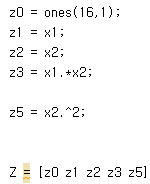 z0 = ones(16,1);
z1 = x1;
z2 = x2;
z3 = x1.*x2;
z5 = x2.^2;
Z = [z0 z1 z2 z3 z5]